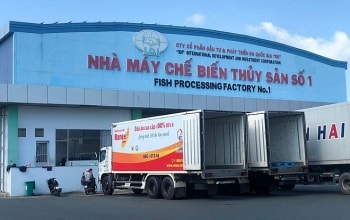 CTY CỔ PHẦN ĐẦU TƯ & PHÁT TRIỂN ĐA QUỐC GIA "IDI"
"IDI" INTERNATIONAL DEVELOPMENT AND INVESTMENT CORPORATION
NHÀ MÁY CHẾ BIẾN THỦY SẢN SỐ 1
FISH PROCESSING FACTORY No.1
HAI